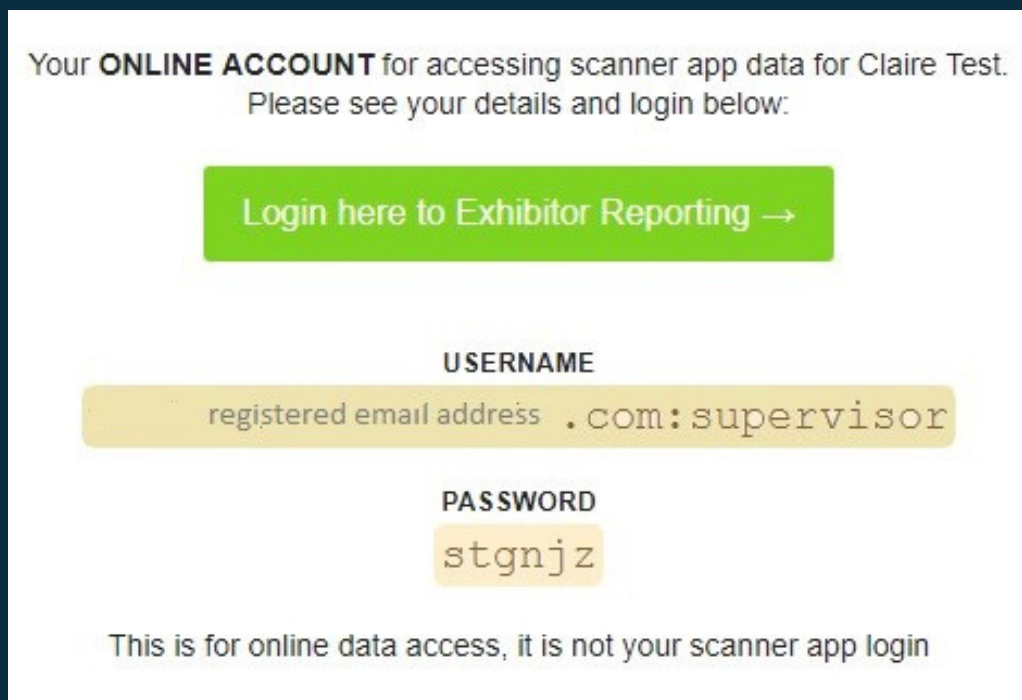 Your ONLINE ACCOUNT for accessing scanner app data for Claire Test.
Please see your details and login below:
Login here to Exhibitor Reporting →
USERNAME
registered email address .com:supervisor
PASSWORD
stgnjz
This is for online data access, it is not your scanner app login